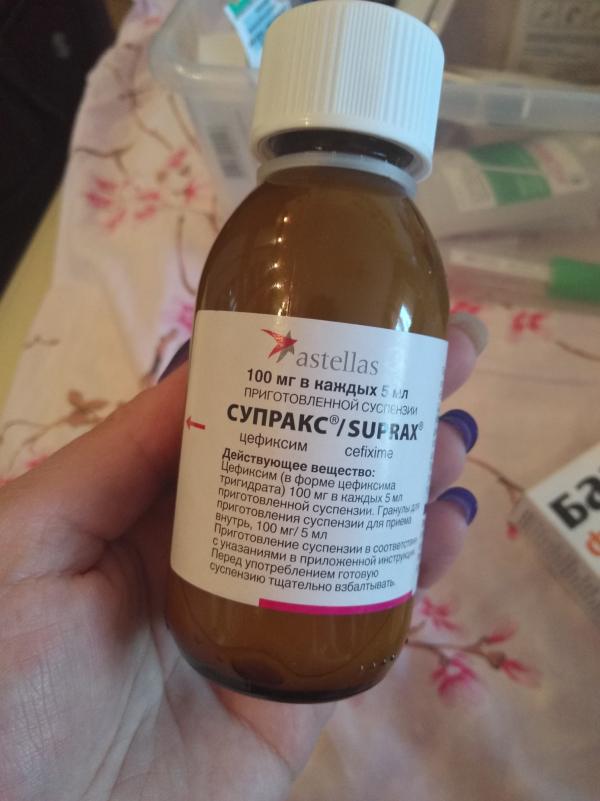 astellas
100 мг в каждых 5 мл
ПРИГОТОВЛЕННОЙ СУСПЕНЗИИ
СУПРАКС®/SUPRAX®
цефиксим cefixime
Действующее вещество:
Цефиксим (в форме цефиксима
тригидрата) 100 мг в каждых 5 мл
приготовленной суспензии. Гранулы для
приготовления суспензии для приема
внутрь, 100 мг/ 5 мл
Приготовление суспензии в соответствии
с указаниями в приложенной инструкции.
Перед употреблением готовую
суспензию тщательно взбалтывать.